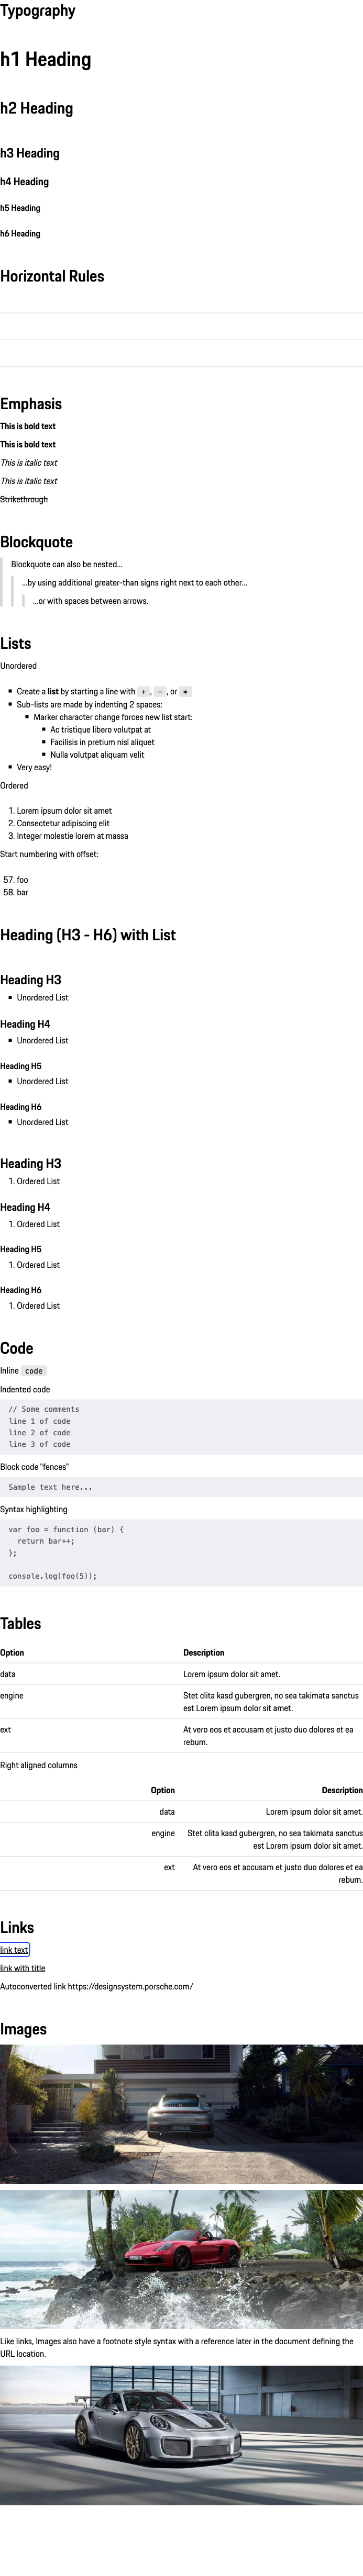 Typography
h1 Heading
h2 Heading
h3 Heading
h4 Heading
h5 Heading
h6 Heading
Horizontal Rules
Emphasis
This is bold text
This is bold text
This is italic text
This is italic text
Strikethrough
Blockquote
Blockquote can also be nested...
...by using additional greater-than signs right next to each other...
...or with spaces between arrows.
Lists
Unordered
Create a list by starting a line with +, -, or *
Sub-lists are made by indenting 2 spaces:
Marker character change forces new list start:
Ac tristique libero volutpat at
Facilisis in pretium nisl aliquet
Nulla volutpat aliquam velit
Very easy!
Ordered
1. Lorem ipsum dolor sit amet
2. Consectetur adipiscing elit
3. Integer molestie lorem at massa
Start numbering with offset:
57. foo
58. bar
Heading (H3 - H6) with List
Heading H3
Unordered List
Heading H4
Unordered List
Heading H5
Unordered List
Heading H6
Unordered List
Heading H3
1. Ordered List
Heading H4
1. Ordered List
Heading H5
1. Ordered List
Heading H6
1. Ordered List
Code
Inline code
Indented code
// Some comments
line 1 of code
line 2 of code
line 3 of code
Block code "fences"
Sample text here...
Syntax highlighting
var foo = function (bar) {
return bar++;
};
console.log(foo(5));
Tables
Option Description
data Lorem ipsum dolor sit amet.
engine Stet clita kasd gubergren, no sea takimata sanctus
est Lorem ipsum dolor sit amet.
ext At vero eos et accusam et justo duo dolores et ea
rebum.
Right aligned columns
Option Description
data Lorem ipsum dolor sit amet.
engine Stet clita kasd gubergren, no sea takimata sanctus
est Lorem ipsum dolor sit amet.
ext At vero eos et accusam et justo duo dolores et ea
rebum.
Links
link text
link with title
Autoconverted link https://designsystem.porsche.com/
Images
Like links, Images also have a footnote style syntax with a reference later in the document defining the
URL location.